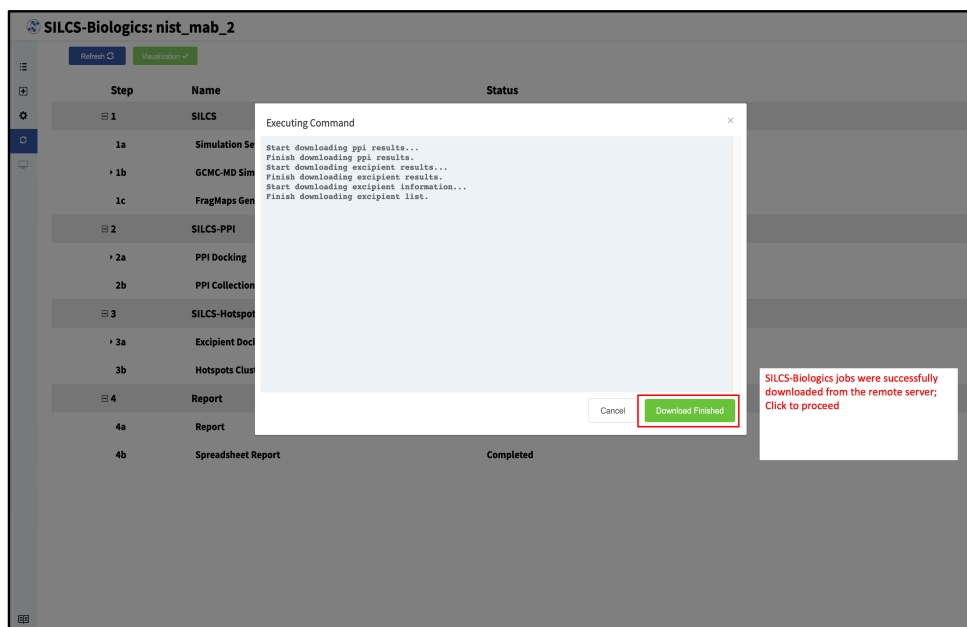 SILCS-Biologics: nist_mab_2
Refresh
Visualization
Step Name Status
1 SILCS
1a Simulation Se
1b GCMC-MD Sim
1c FragMaps Gen
2 SILCS-PPI
2a PPI Docking
2b PPI Collection
3 SILCS-Hotspot
3a Excipient Doc
3b Hotspots Clus
4 Report
4a Report
4b Spreadsheet Report Completed
Executing Command
Start downloading ppi results...
Finish downloading ppi results.
Start downloading excipient results...
Finish downloading excipient results.
Start downloading excipient information...
Finish downloading excipient list.
Cancel
Download Finished
SILCS-Biologics jobs were successfully
downloaded from the remote server;
Click to proceed